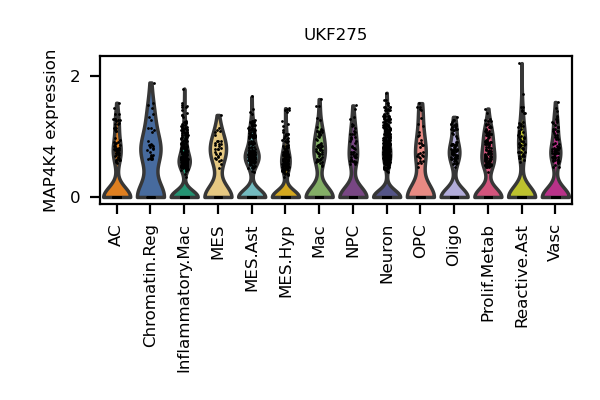 UKF275
MAP4K4 expression
2
0
AC
Chromatin.Reg
Inflammatory.Mac
MES
MES.Ast
MES.Hyp
Mac
NPC
Neuron
OPC
Oligo
Prolif.Metab
Reactive.Ast
Vasc